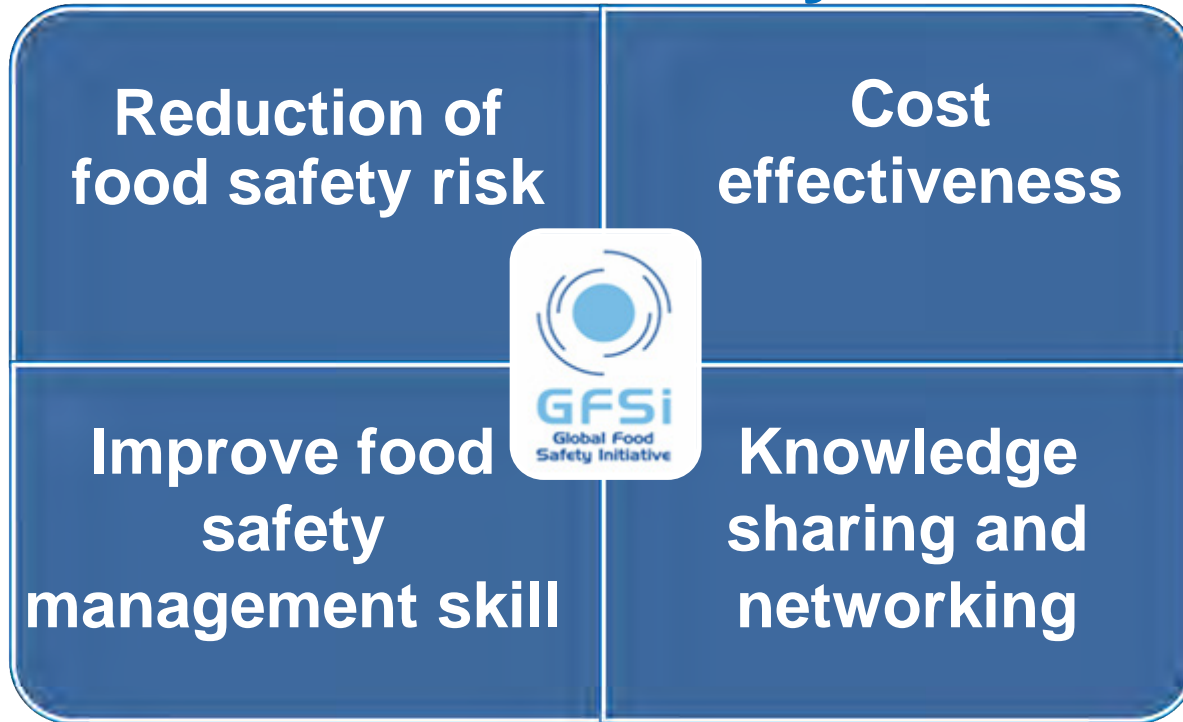 Reduction of
food safety risk
Cost
effectiveness
GFSi
Global Food
Safety Initiative
Improve food
safety
management skill
Knowledge
sharing and
networking